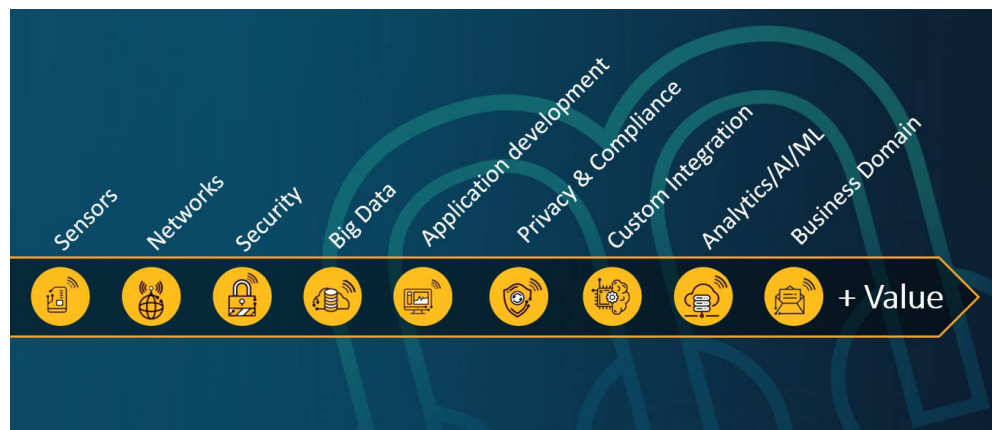 Sensors
Networks
Security
Big Data
Application development
Privacy & Compliance
Custom Integration
Analytics/AI/ML
Business Domain
+ Value